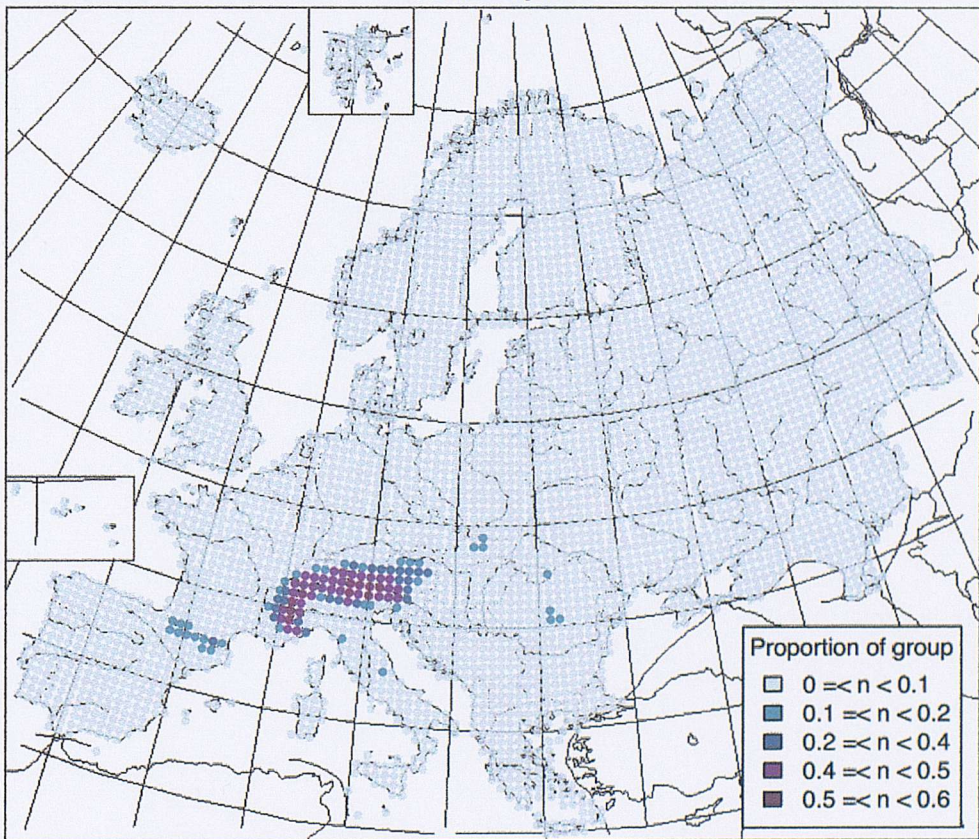 Proportion of group
0 =< n < 0.1
0.1 =< n < 0.2
0.2 =< n < 0.4
0.4 =< n < 0.5
0.5 =< n < 0.6